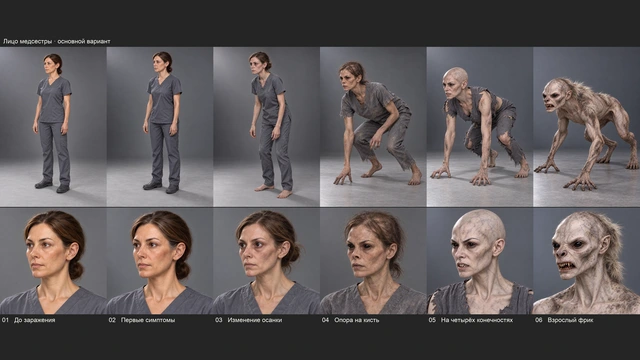 Лицо медсестры · основной вариант
01 До заражения
02 Первые симптомы
03 Изменение осанки
04 Опора на кисть
05 На четырёх конечностях
06 Взрослый фрик